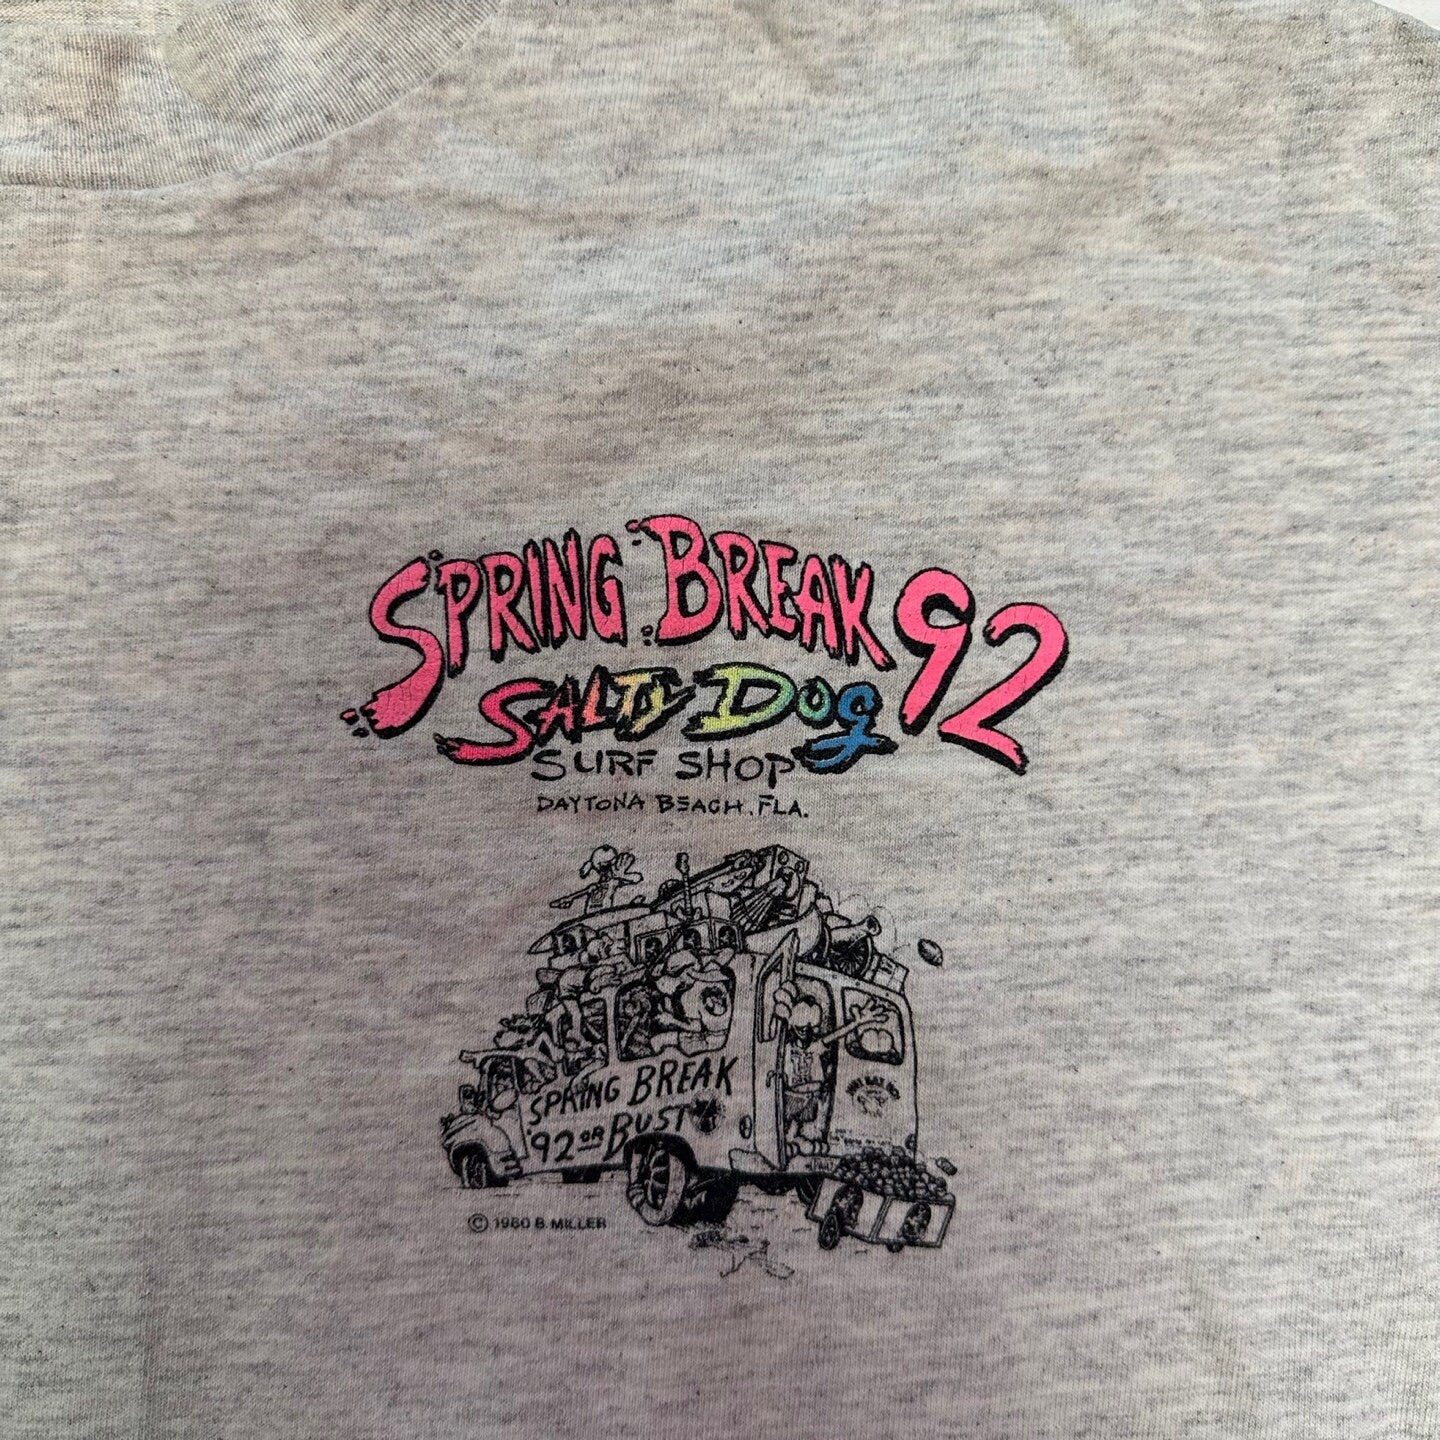 SPRING BREAK 92
SALTY DOG
SURF SHOP
DAYTONA BEACH, FLA.
SPRING BREAK
'92 OR BUST
© 1980 B. MILLER